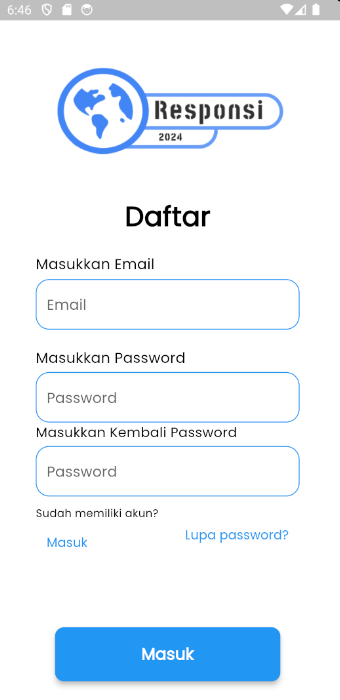 6:46
Responsi
2024
Daftar
Masukkan Email
Email
Masukkan Password
Password
Masukkan Kembali Password
Password
Sudah memiliki akun?
Masuk
Lupa password?
Masuk